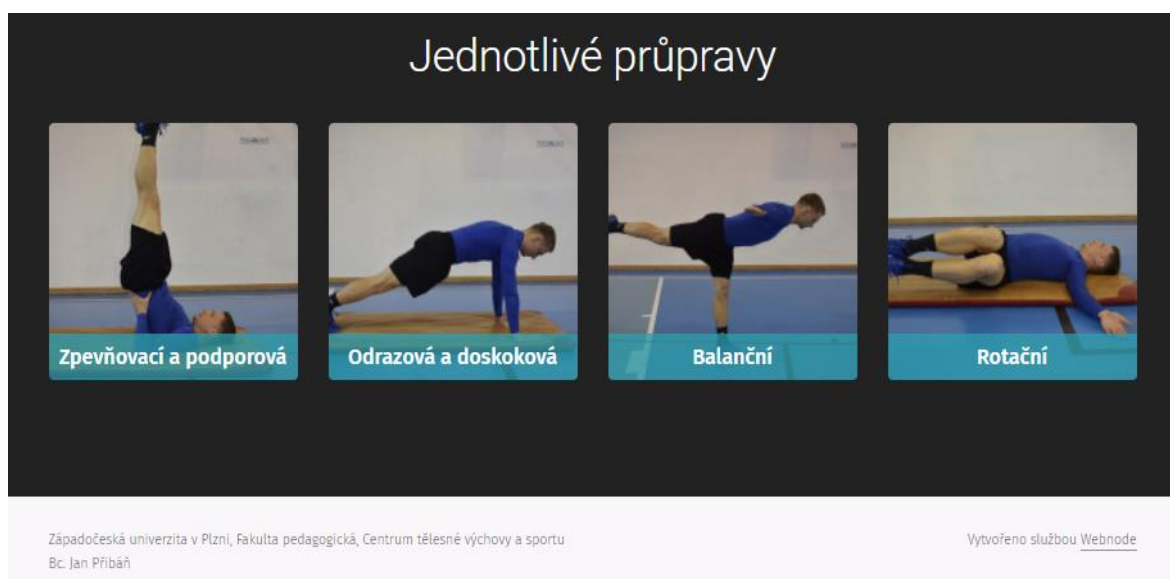 Jednotlivé průpravy
Zpevňovací a podporová
Odrazová a doskoková
Balanční
Rotační
Západočeská univerzita v Plzni, Fakulta pedagogická, Centrum tělesné výchovy a sportu
Bc. Jan Přibáň
Vytvořeno službou Webnode